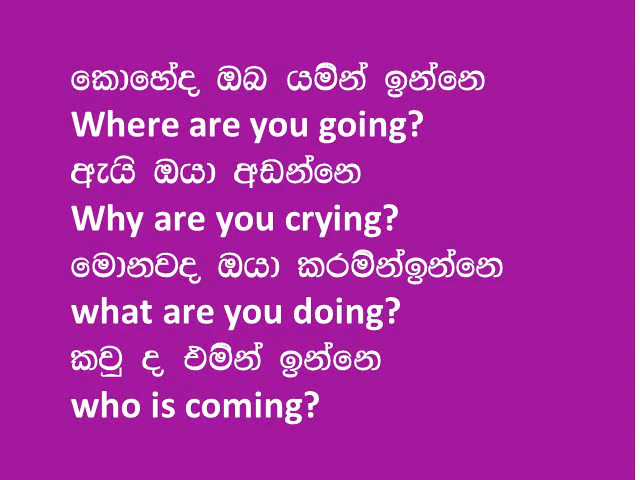 කොහේද ඔබ යමින් ඉන්නෙ
Where are you going?
ඇයි ඔයා අඩන්නෙ
Why are you crying?
මොනවද ඔයා කරමින්ඉන්නෙ
what are you doing?
කවු ද එමින් ඉන්නෙ
who is coming?